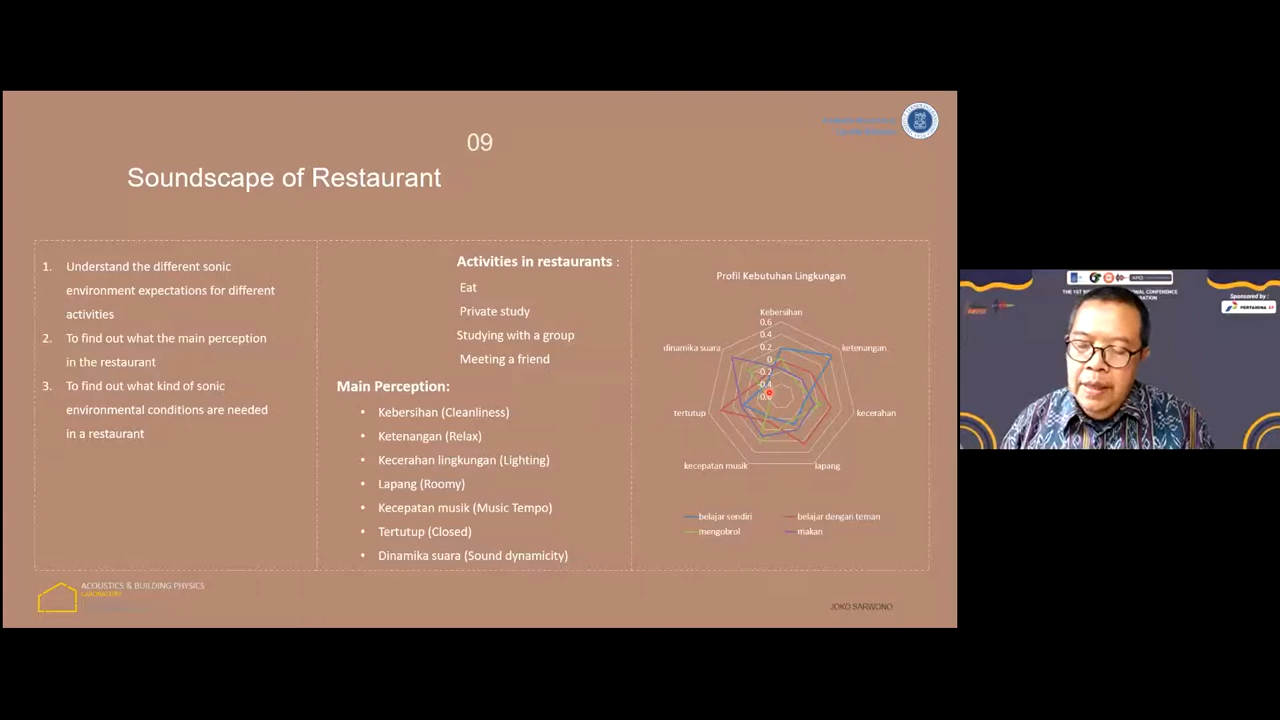 09
Soundscape of Restaurant
1. Understand the different sonic
environment expectations for different
activities
2. To find out what the main perception
in the restaurant
3. To find out what kind of sonic
environmental conditions are needed
in a restaurant
Activities in restaurants :
Eat
Private study
Studying with a group
Meeting a friend
Main Perception:
• Kebersihan (Cleanliness)
• Ketenangan (Relax)
• Kecerahan lingkungan (Lighting)
• Lapang (Roomy)
• Kecepatan musik (Music Tempo)
• Tertutup (Closed)
• Dinamika suara (Sound dynamicity)
Profil Kebutuhan Lingkungan
Kebersihan
0.6
0.4
0.2
0
-0.2
-0.4
ketenangan
kecerahan
lapang
kecepatan musik
tertutup
dinamika suara
belajar sendiri
belajar dengan teman
mengobrol
makan
ACOUSTICS & BUILDING PHYSICS
LABORATORY
JOKO SARWONO
Sponsored by :
PERTAMINA